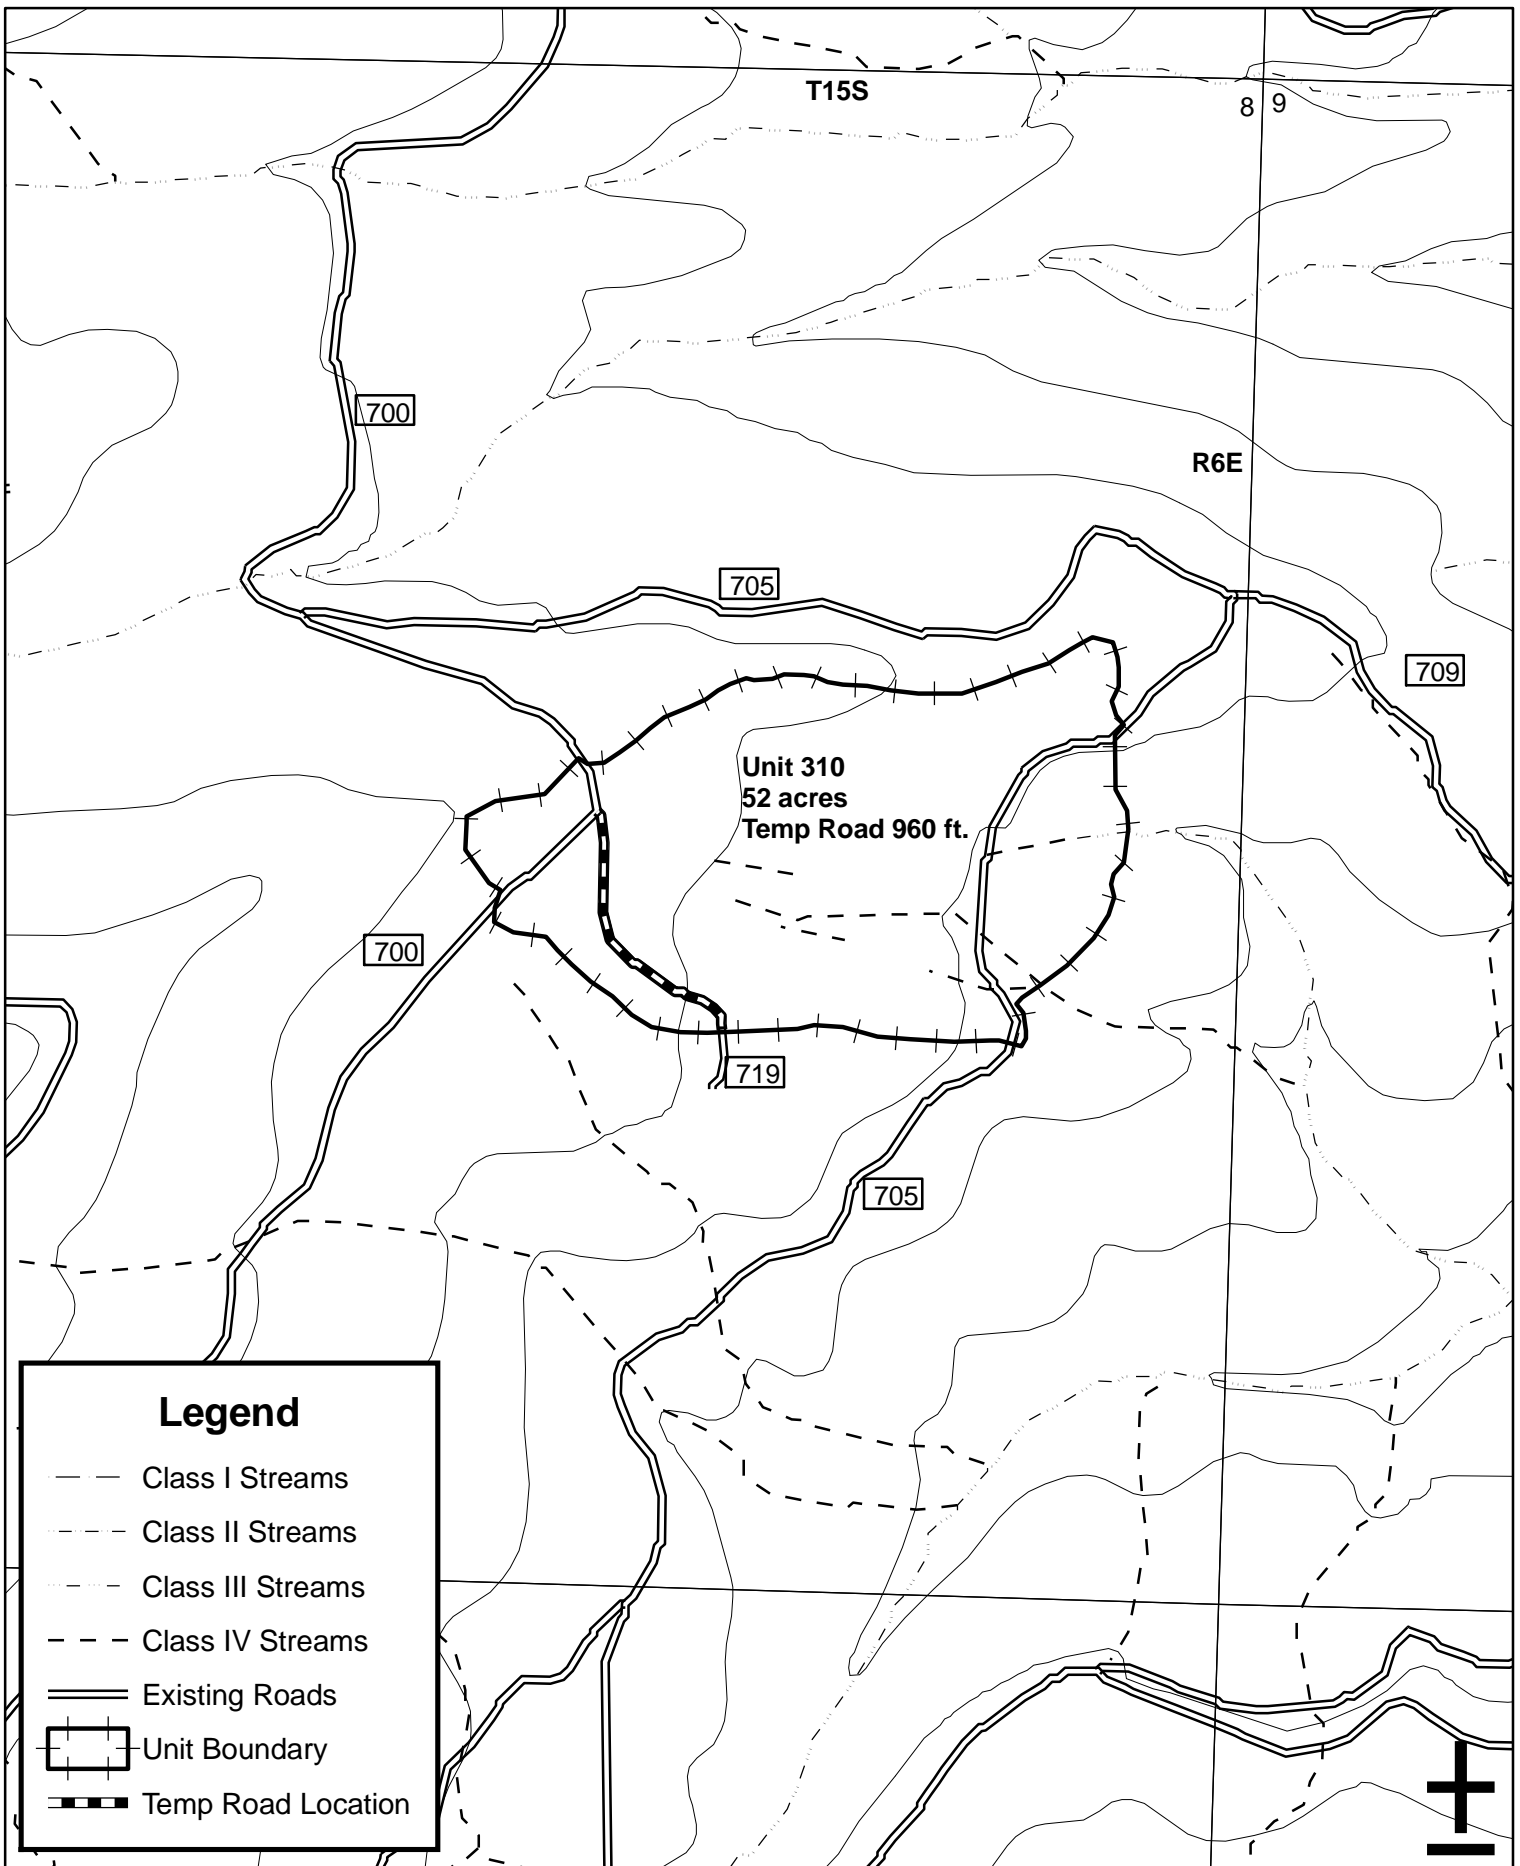 T15S
8 9
700
R6E
705
709
Unit 310
52 acres
Temp Road 960 ft.
700
719
705
Legend
Class I Streams
Class II Streams
Class III Streams
Class IV Streams
Existing Roads
Unit Boundary
Temp Road Location